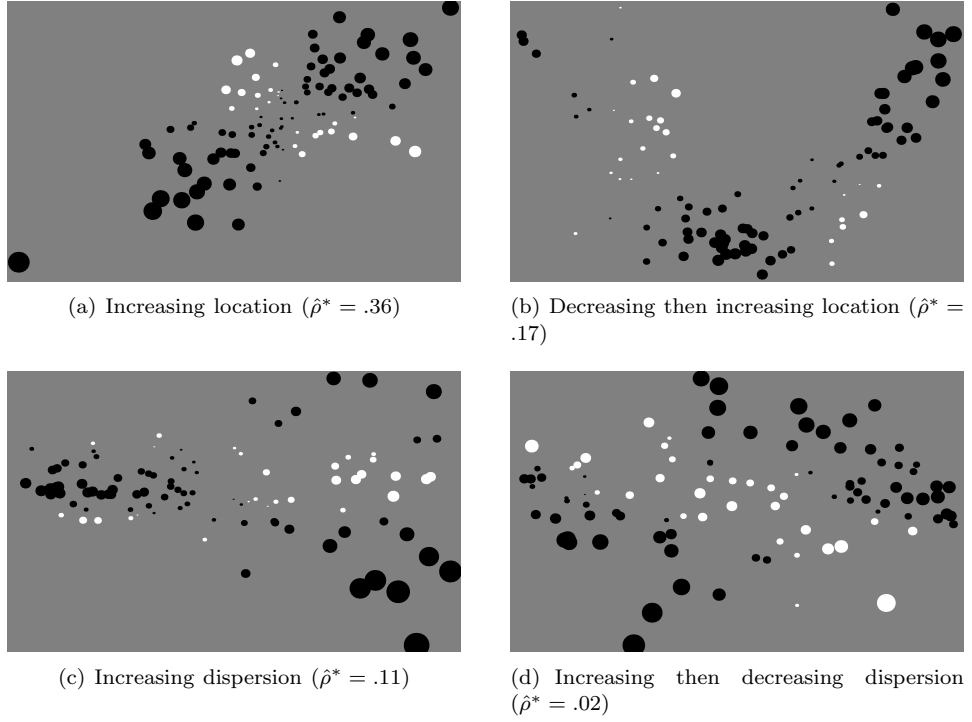 (a) Increasing location (ρ̂* = .36)
(b) Decreasing then increasing location (ρ̂* =
.17)
(c) Increasing dispersion (ρ̂* = .11)
(d) Increasing then decreasing dispersion
(ρ̂* = .02)